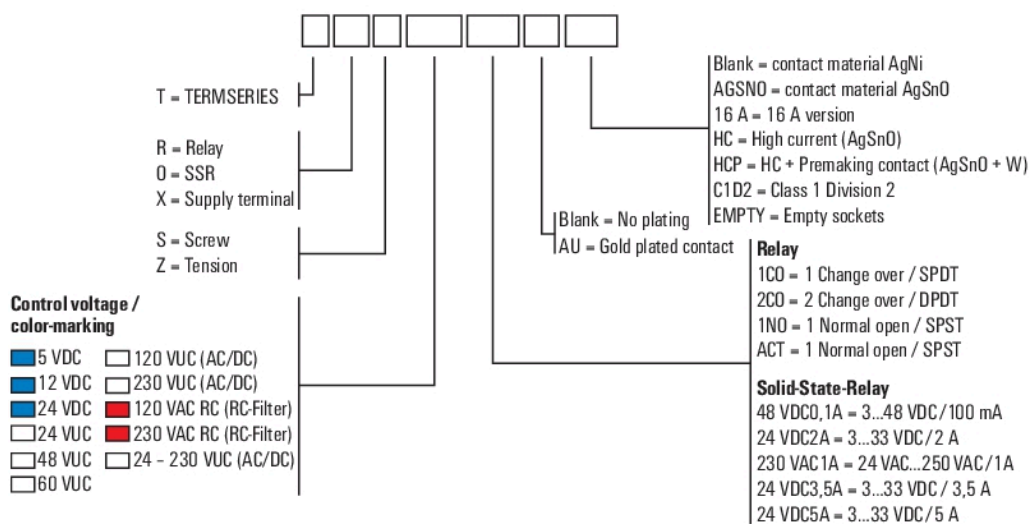 T = TERMSERIES
R = Relay
O = SSR
X = Supply terminal
S = Screw
Z = Tension
Control voltage /
color-marking
5 VDC
120 VUC (AC/DC)
12 VDC
230 VUC (AC/DC)
24 VDC
120 VAC RC (RC-Filter)
24 VUC
230 VAC RC (RC-Filter)
48 VUC
24 – 230 VUC (AC/DC)
60 VUC
Blank = contact material AgNi
AGSNO = contact material AgSnO
16 A = 16 A version
HC = High current (AgSnO)
HCP = HC + Premaking contact (AgSnO + W)
C1D2 = Class 1 Division 2
EMPTY = Empty sockets
Blank = No plating
AU = Gold plated contact
Relay
1CO = 1 Change over / SPDT
2CO = 2 Change over / DPDT
1NO = 1 Normal open / SPST
ACT = 1 Normal open / SPST
Solid-State-Relay
48 VDC0,1A = 3...48 VDC/100 mA
24 VDC2A = 3...33 VDC/2 A
230 VAC1A = 24 VAC...250 VAC/1A
24 VDC3,5A = 3...33 VDC / 3,5 A
24 VDC5A = 3...33 VDC/5 A